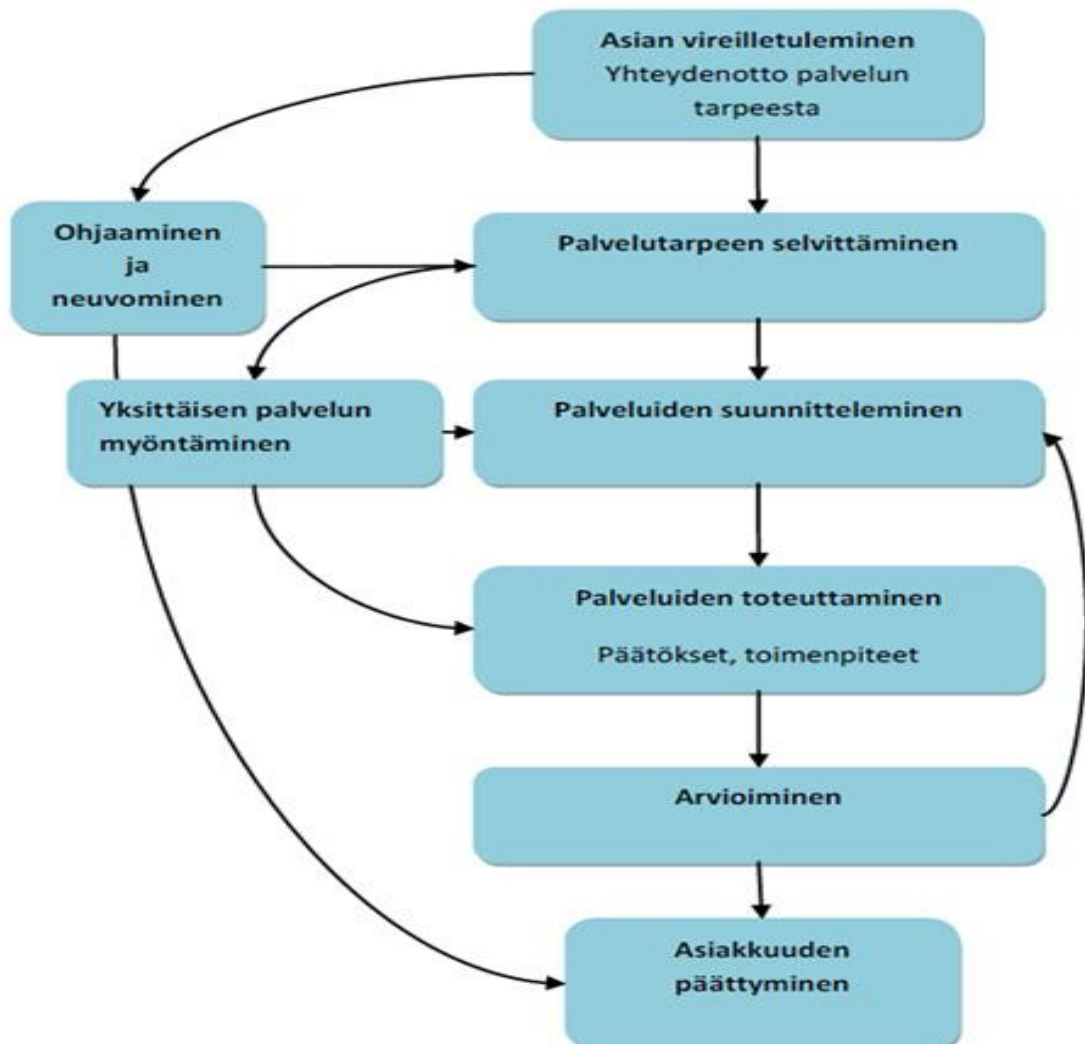 Asian vireilletuleminen
Yhteydenotto palvelun
tarpeesta
Ohjaaminen
ja
neuvominen
Palvelutarpeen selvittäminen
Yksittäisen palvelun
myöntäminen
Palveluiden suunnitteleminen
Palveluiden toteuttaminen
Päätökset, toimenpiteet
Arvioiminen
Asiakkuuden
päättyminen